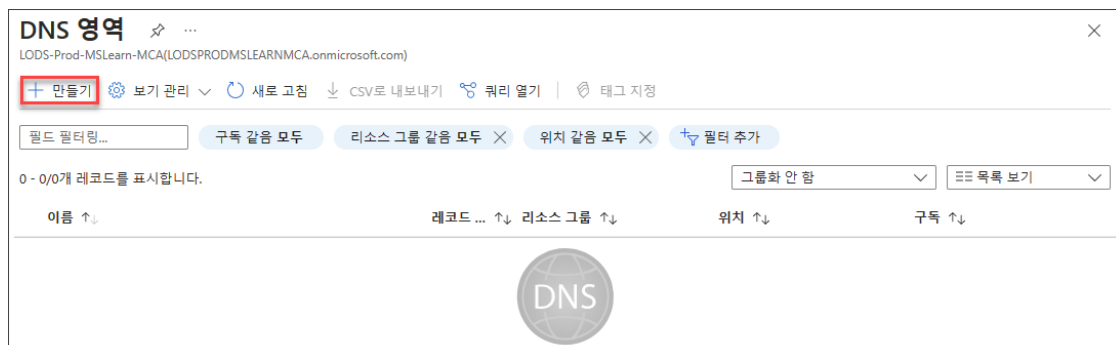 DNS 영역 ...
LODS-Prod-MSLearn-MCA(LODSPRODMSLEARNMCA.onmicrosoft.com)
만들기 보기 관리 새로 고침 CSV로 내보내기 쿼리 열기 태그 지정
필드 필터링... 구독 같음 모두 리소스 그룹 같음 모두 위치 같음 모두 필터 추가
0 - 0/0개 레코드를 표시합니다. 그룹화 안 함 목록 보기
이름 레코드 ... 리소스 그룹 위치 구독
DNS